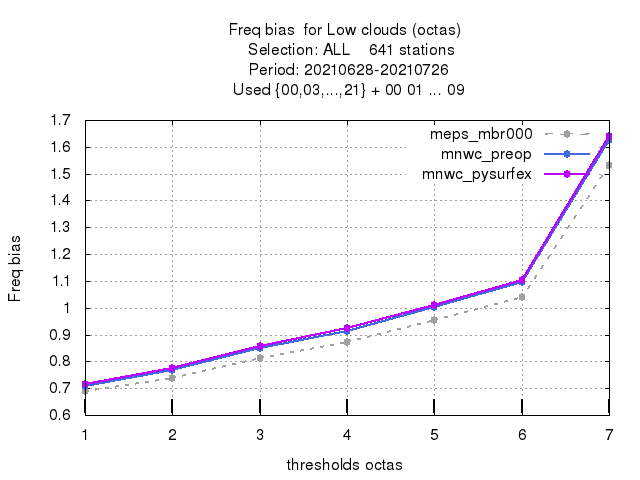 Freq bias  for Low clouds (octas)
Selection: ALL    641 stations
Period: 20210628-20210726
Used {00,03,...,21} + 00 01 ... 09
1.7
1.6
1.5
1.4
1.3
1.2
1.1
1
0.9
0.8
0.7
0.6
Freq bias
meps_mbr000
mnwc_preop
mnwc_pysurfex
1 2 3 4 5 6 7
thresholds octas